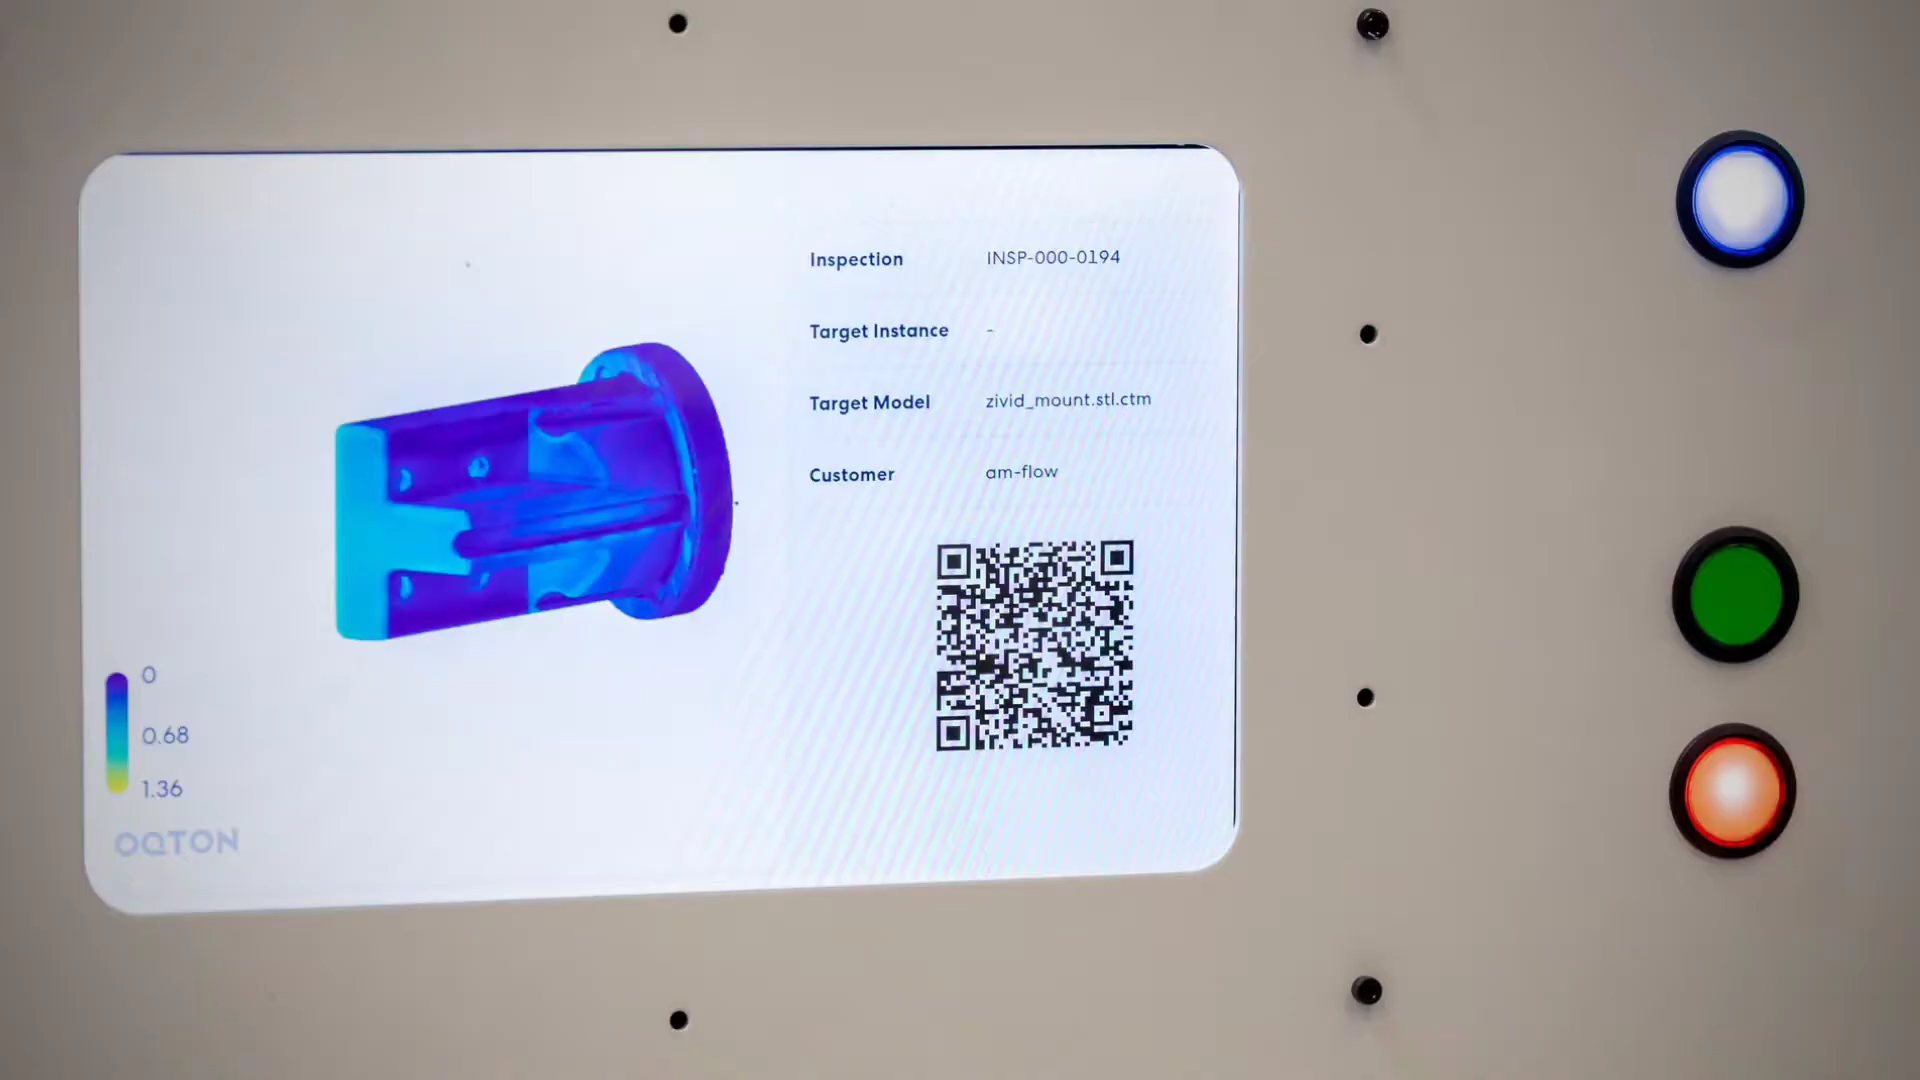 Inspection INSP-000-0194
Target Instance -
Target Model zivid_mount.stl.ctm
Customer am-flow
0
0.68
1.36
OQTON